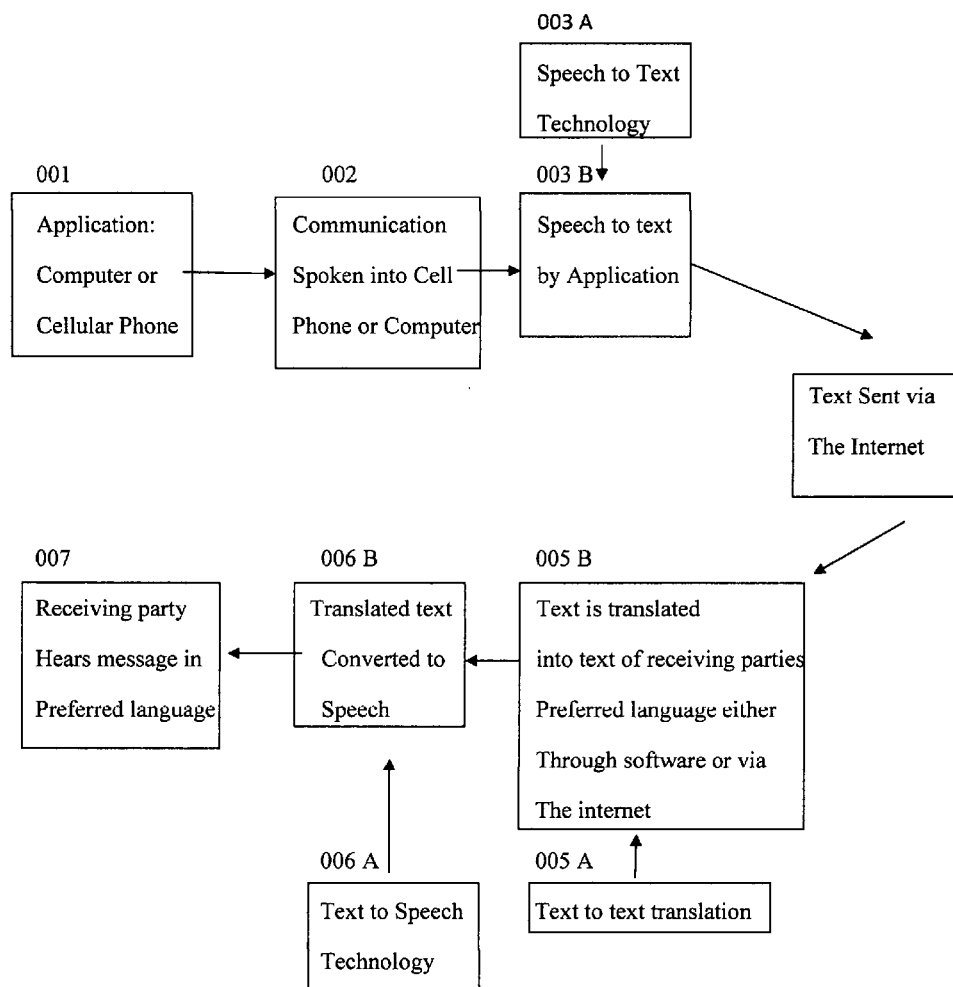 003 A
Speech to Text
Technology
001
Application:
Computer or
Cellular Phone
002
Communication
Spoken into Cell
Phone or Computer
003 B
Speech to text
by Application
Text Sent via
The Internet
007
Receiving party
Hears message in
Preferred language
006 B
Translated text
Converted to
Speech
005 B
Text is translated
into text of receiving parties
Preferred language either
Through software or via
The internet
006 A
Text to Speech
Technology
005 A
Text to text translation